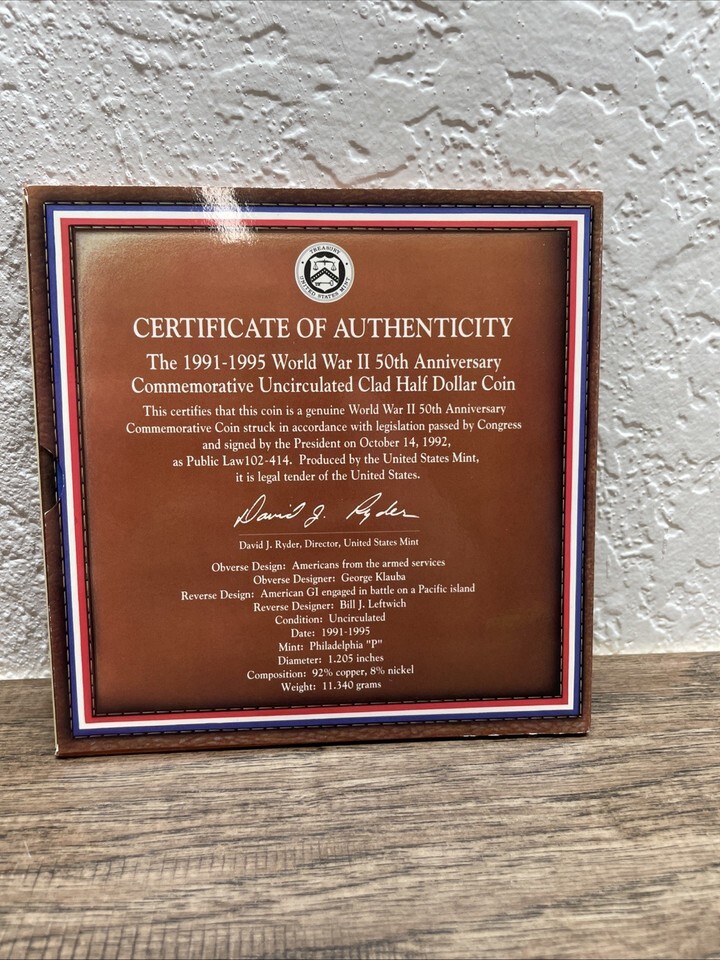 TREASURY
UNITED STATES MINT
CERTIFICATE OF AUTHENTICITY
The 1991-1995 World War II 50th Anniversary
Commemorative Uncirculated Clad Half Dollar Coin
This certifies that this coin is a genuine World War II 50th Anniversary
Commemorative Coin struck in accordance with legislation passed by Congress
and signed by the President on October 14, 1992,
as Public Law102-414. Produced by the United States Mint,
it is legal tender of the United States.
David J. Ryder
David J. Ryder, Director, United States Mint
Obverse Design: Americans from the armed services
Obverse Designer: George Klauba
Reverse Design: American GI engaged in battle on a Pacific island
Reverse Designer: Bill J. Leftwich
Condition: Uncirculated
Date: 1991-1995
Mint: Philadelphia "P"
Diameter: 1.205 inches
Composition: 92% copper, 8% nickel
Weight: 11.340 grams